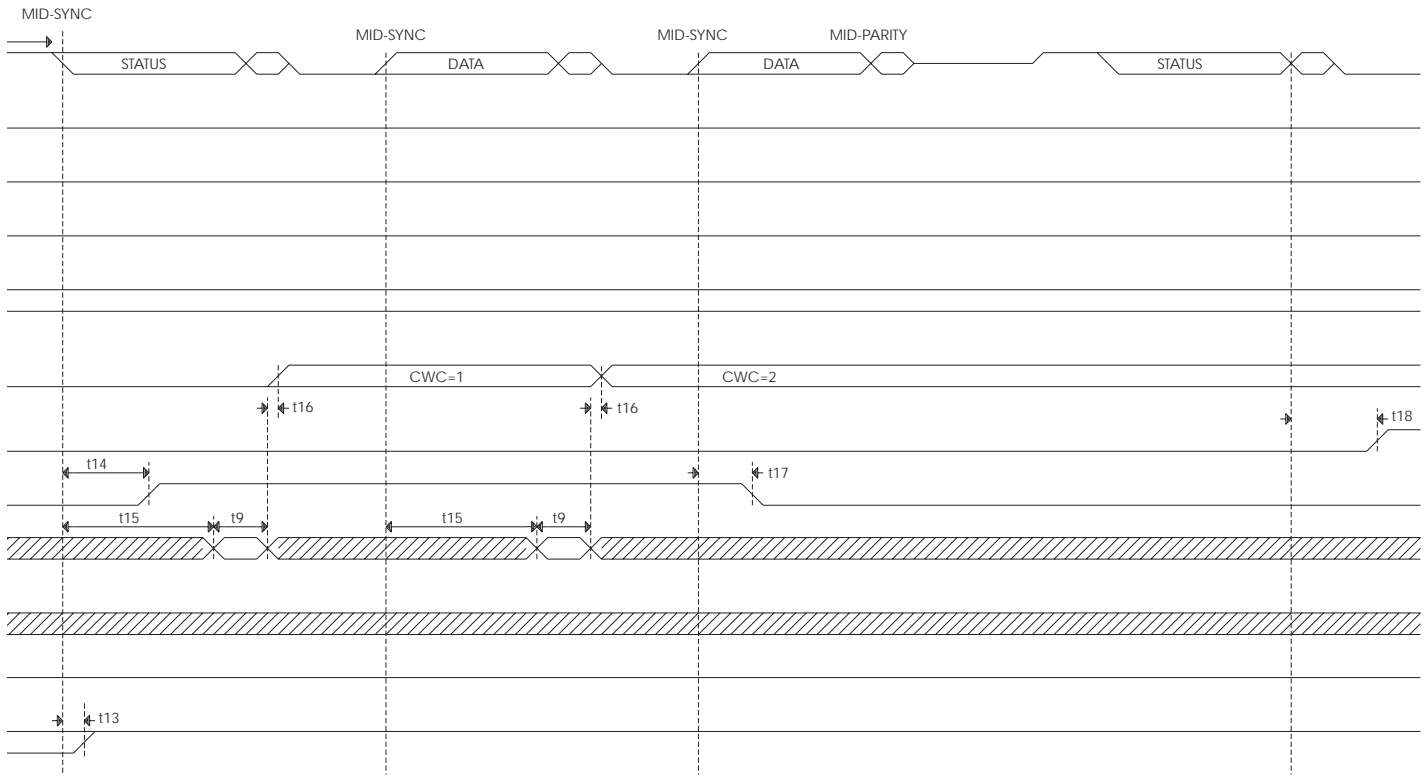 MID-SYNC
MID-SYNC MID-SYNC MID-PARITY
STATUS DATA DATA STATUS
CWC=1 CWC=2
t16 t16
t18
t14
t17
t15 t9 t15 t9
t13